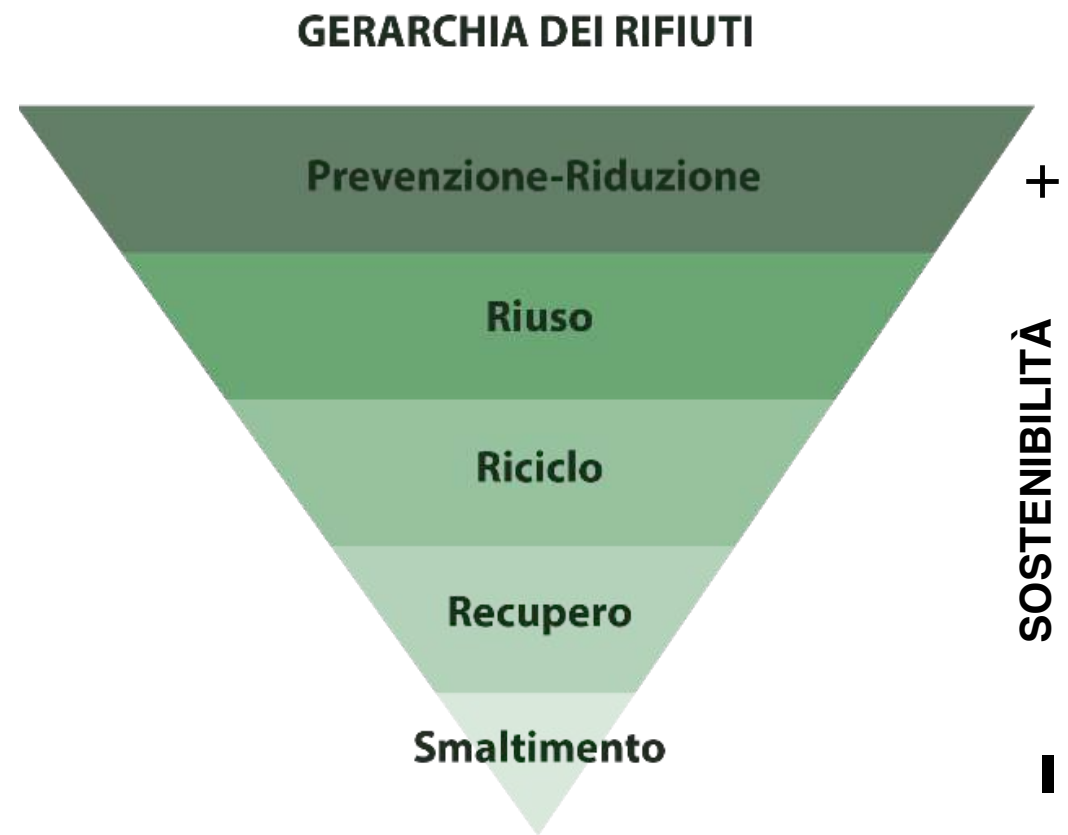 GERARCHIA DEI RIFIUTI
Prevenzione-Riduzione
+
Riuso
SOSTENIBILITÀ
Riciclo
Recupero
Smaltimento
-